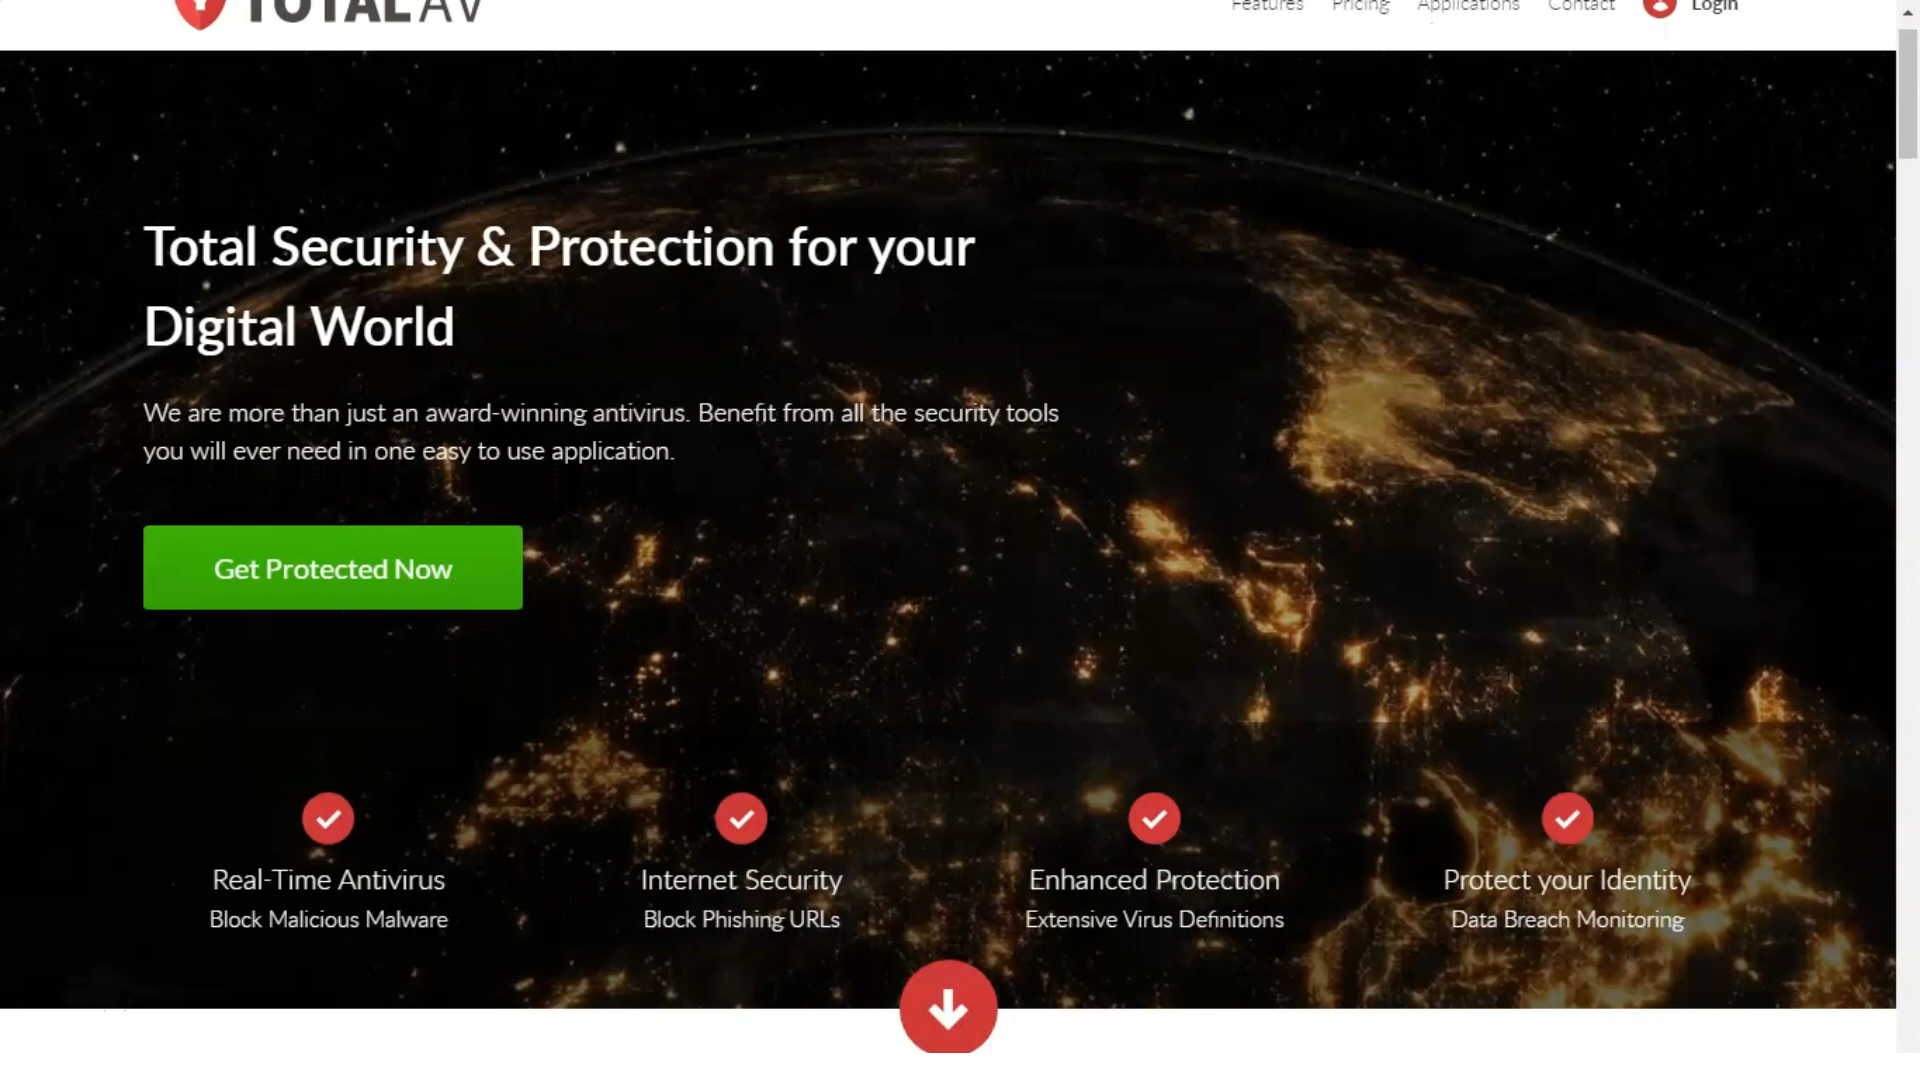 TOTAL AV
Features Pricing Applications Contact Login
Total Security & Protection for your
Digital World
We are more than just an award-winning antivirus. Benefit from all the security tools
you will ever need in one easy to use application.
Get Protected Now
Real-Time Antivirus
Block Malicious Malware
Internet Security
Block Phishing URLs
Enhanced Protection
Extensive Virus Definitions
Protect your Identity
Data Breach Monitoring